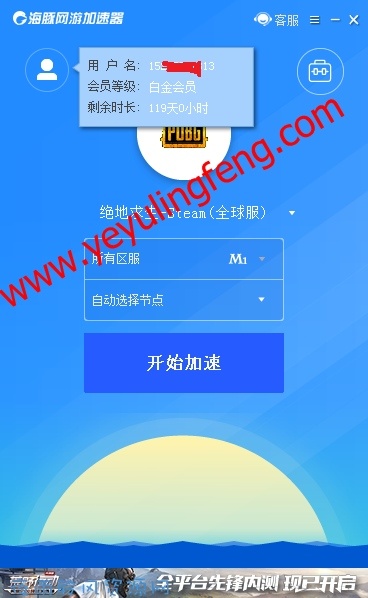 海豚网游加速器
客服
用 户 名：
会员等级：白金会员
剩余时长：119天0小时
PUBG
绝地求生-Steam(全球服)
所有区服
M1
自动选择节点
开始加速
www.yeyulingfeng.com
全平台先锋内测 现已开启